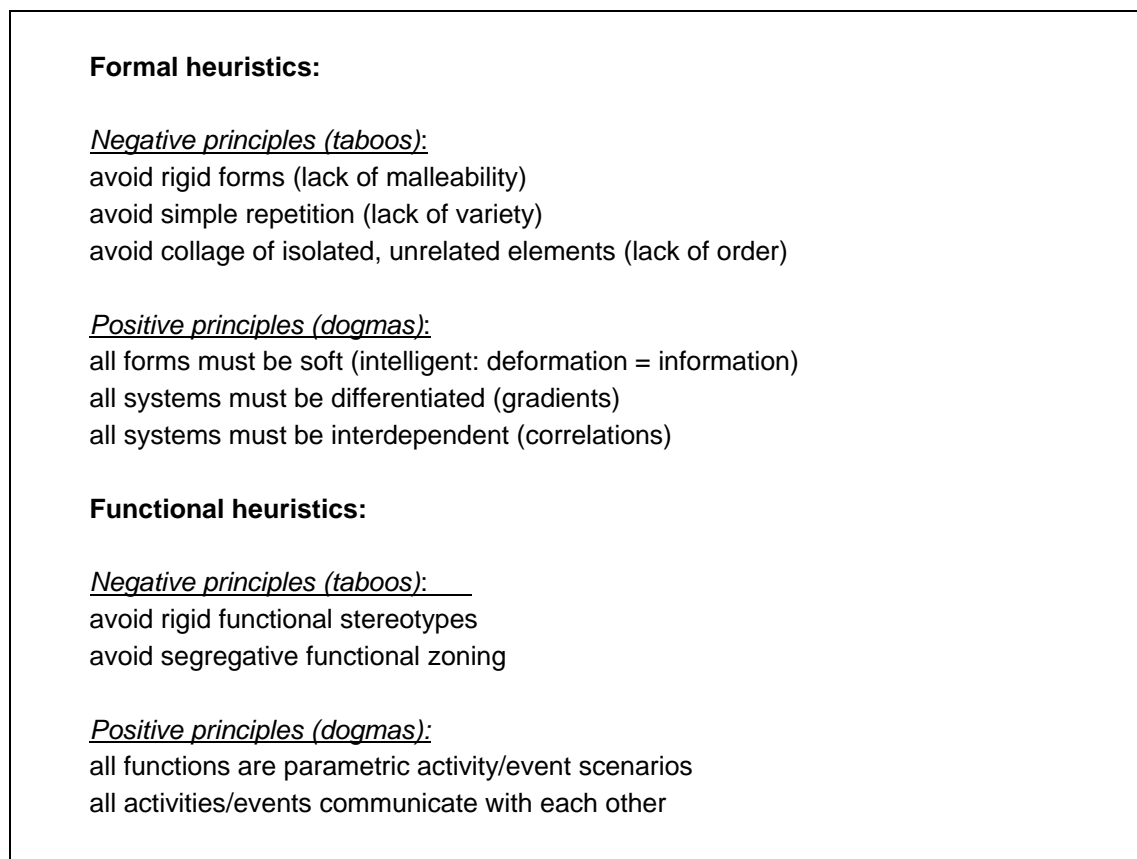 Formal heuristics:
Negative principles (taboos):
avoid rigid forms (lack of malleability)
avoid simple repetition (lack of variety)
avoid collage of isolated, unrelated elements (lack of order)
Positive principles (dogmas):
all forms must be soft (intelligent: deformation = information)
all systems must be differentiated (gradients)
all systems must be interdependent (correlations)
Functional heuristics:
Negative principles (taboos):
avoid rigid functional stereotypes
avoid segregative functional zoning
Positive principles (dogmas):
all functions are parametric activity/event scenarios
all activities/events communicate with each other